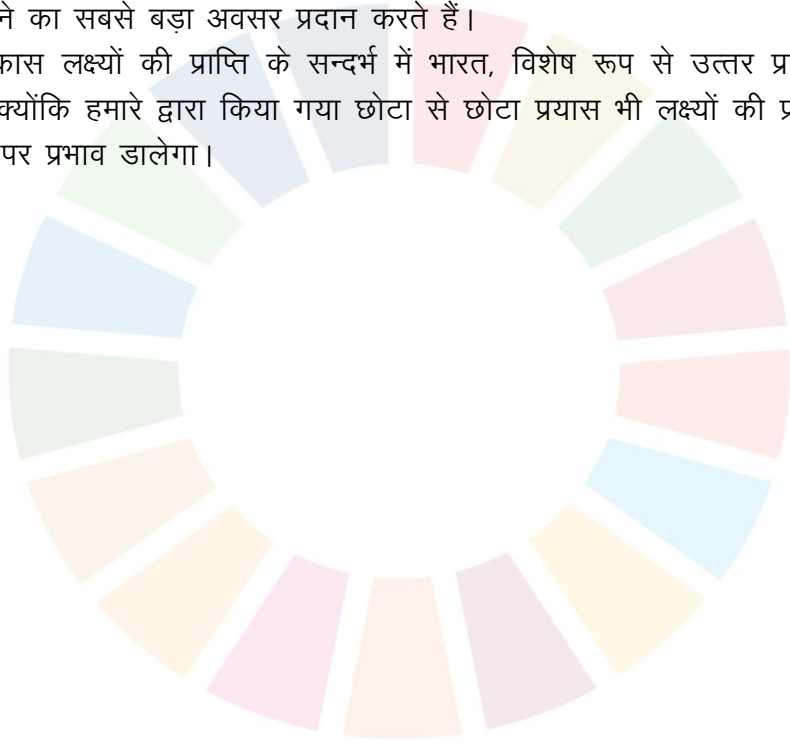 ने का सबसे बड़ा अवसर प्रदान करते हैं।
कास लक्ष्यों की प्राप्ति के सन्दर्भ में भारत, विशेष रूप से उत्तर प्र
क्योंकि हमारे द्वारा किया गया छोटा से छोटा प्रयास भी लक्ष्यों की प्र
पर प्रभाव डालेगा।